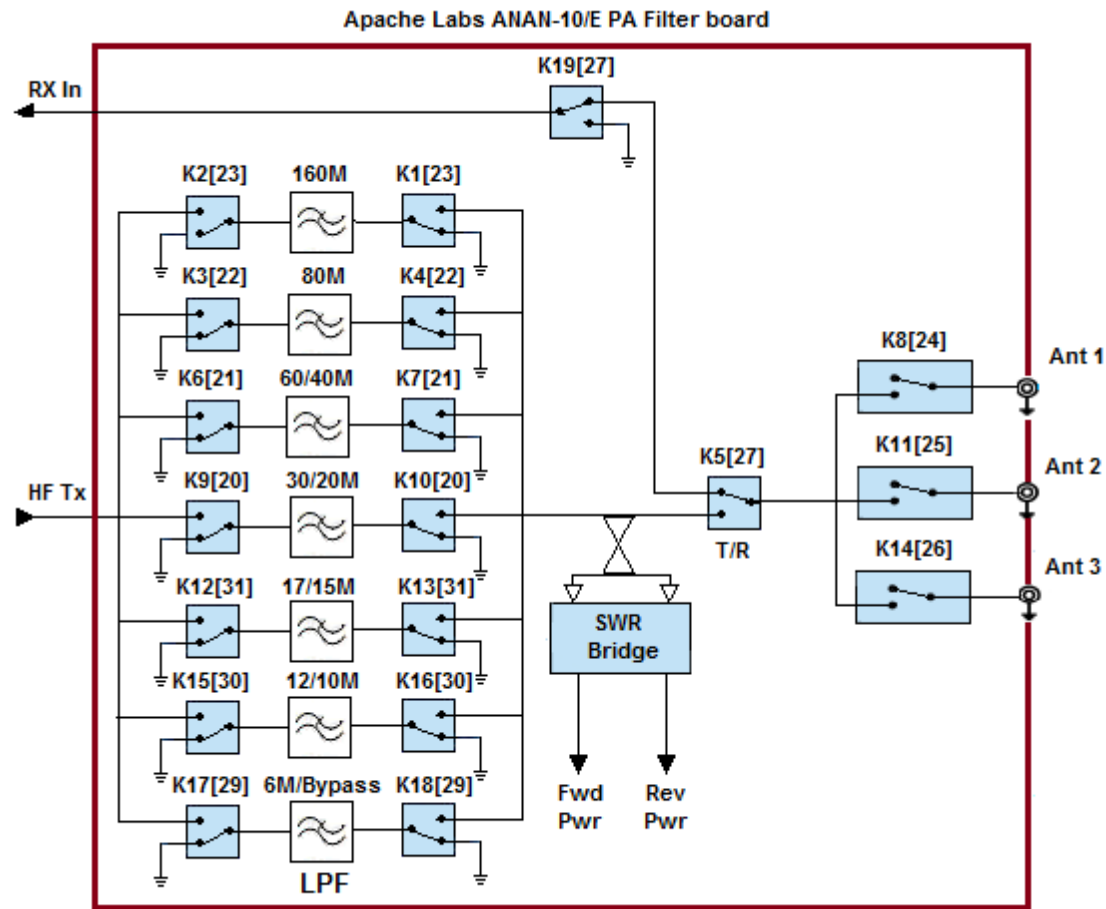 Apache Labs ANAN-10/E PA Filter board
K19[27]
RX In
K2[23] 160M K1[23]
K3[22] 80M K4[22]
K8[24]
Ant 1
K6[21] 60/40M K7[21]
K11[25]
K5[27]
Ant 2
K9[20] 30/20M K10[20]
HF Tx
T/R
K14[26]
Ant 3
K12[31] 17/15M K13[31]
SWR
Bridge
K15[30] 12/10M K16[30]
K17[29] 6M/Bypass K18[29]
Fwd
Pwr
Rev
Pwr
LPF